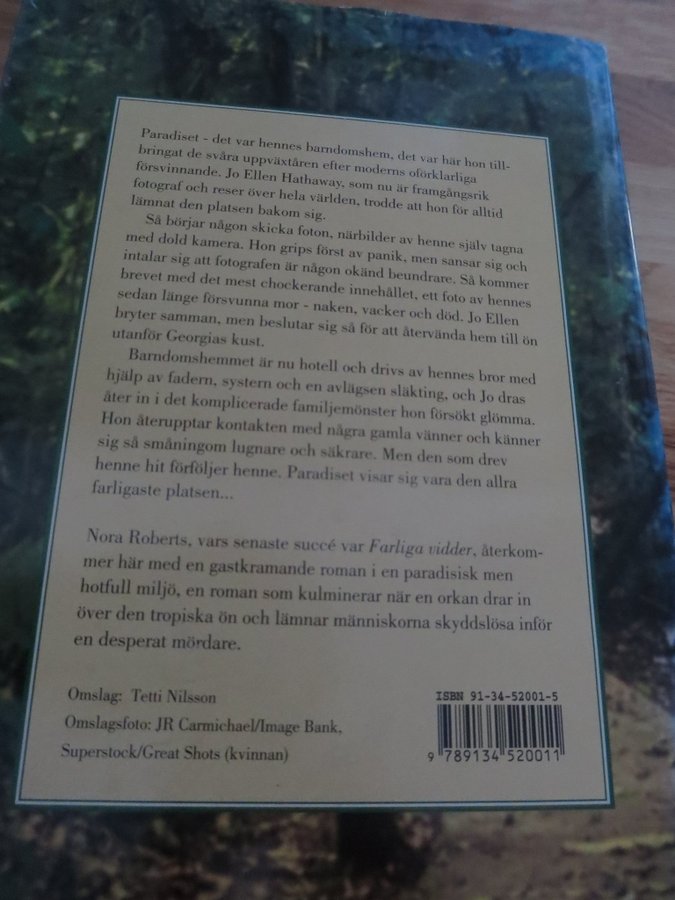 Paradiset - det var hennes barndomshem, det var här hon till-
bringat de svåra uppväxtåren efter moderns oförklarliga
försvinnande. Jo Ellen Hathaway, som nu är framgångsrik
fotograf och reser över hela världen, trodde att hon för alltid
lämnat den platsen bakom sig.
Så börjar någon skicka foton, närbilder av henne själv tagna
med dold kamera. Hon grips först av panik, men sansar sig och
intalar sig att fotografen är någon okänd beundrare. Så kommer
brevet med det mest chockerande innehållet, ett foto av hennes
sedan länge försvunna mor - naken, vacker och död. Jo Ellen
bryter samman, men beslutar sig så för att återvända hem till ön
utanför Georgias kust.
Barndomshemmet är nu hotell och drivs av hennes bror med
hjälp av fadern, systern och en avlägsen släkting, och Jo dras
åter in i det komplicerade familjemönster hon försökt glömma.
Hon återupptar kontakten med några gamla vänner och känner
sig så småningom lugnare och säkrare. Men den som drev
henne hit förföljer henne. Paradiset visar sig vara den allra
farligaste platsen...
Nora Roberts, vars senaste succé var Farliga vidder, återkom-
mer här med en gastkramande roman i en paradisisk men
hotfull miljö, en roman som kulminerar när en orkan drar in
över den tropiska ön och lämnar människorna skyddslösa inför
en desperat mördare.
Omslag: Tetti Nilsson
Omslagsfoto: JR Carmichael/Image Bank,
Superstock/Great Shots (kvinnan)
ISBN 91-34-52001-5
9 789134 520011